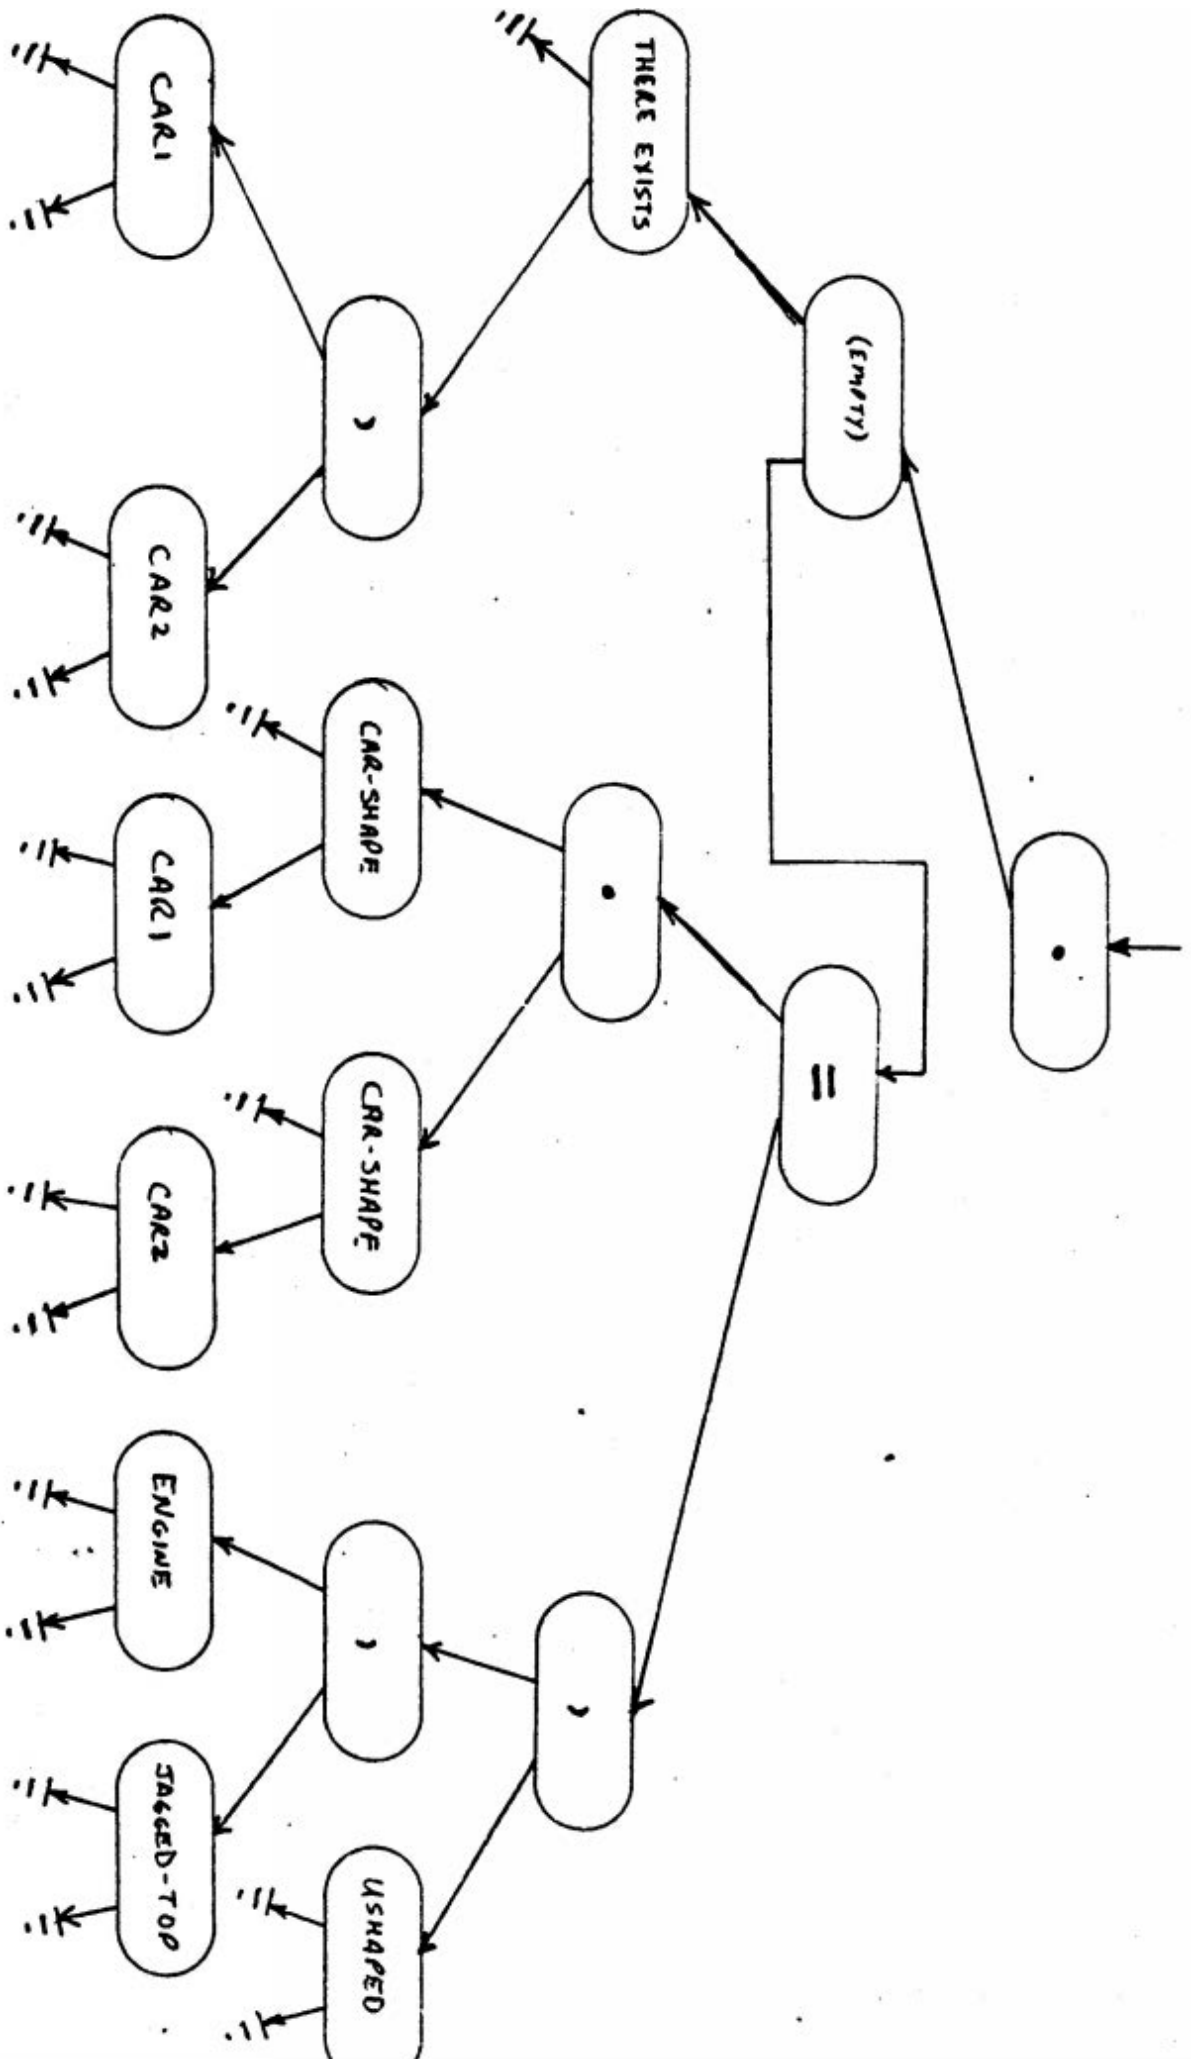 .
(EMPTY)
=
THERE EXISTS
.
,
,
CAR-SHAPE
CAR-SHAPE
,
USHAPED
CAR1
CAR2
CAR1
CAR2
ENGINE
JAGGED-TOP